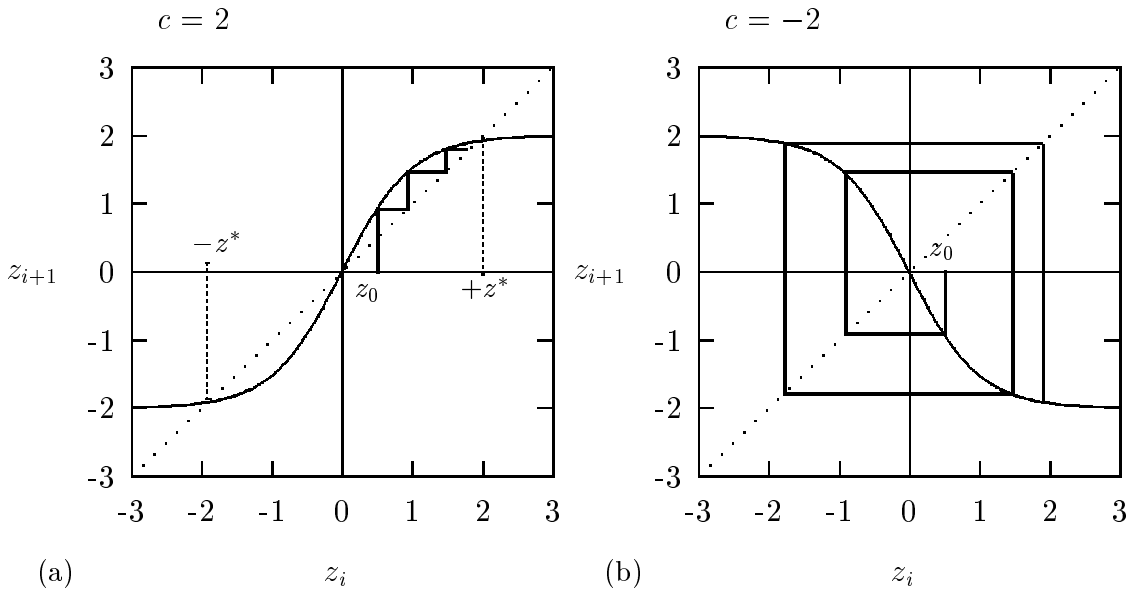 c = 2
3
2
1
0
-1
-2
-3
z_{i+1}
-3 -2 -1 0 1 2 3
−z*
z_0
+z*
(a)
z_i
c = −2
3
2
1
0
-1
-2
-3
z_{i+1}
-3 -2 -1 0 1 2 3
z_0
(b)
z_i